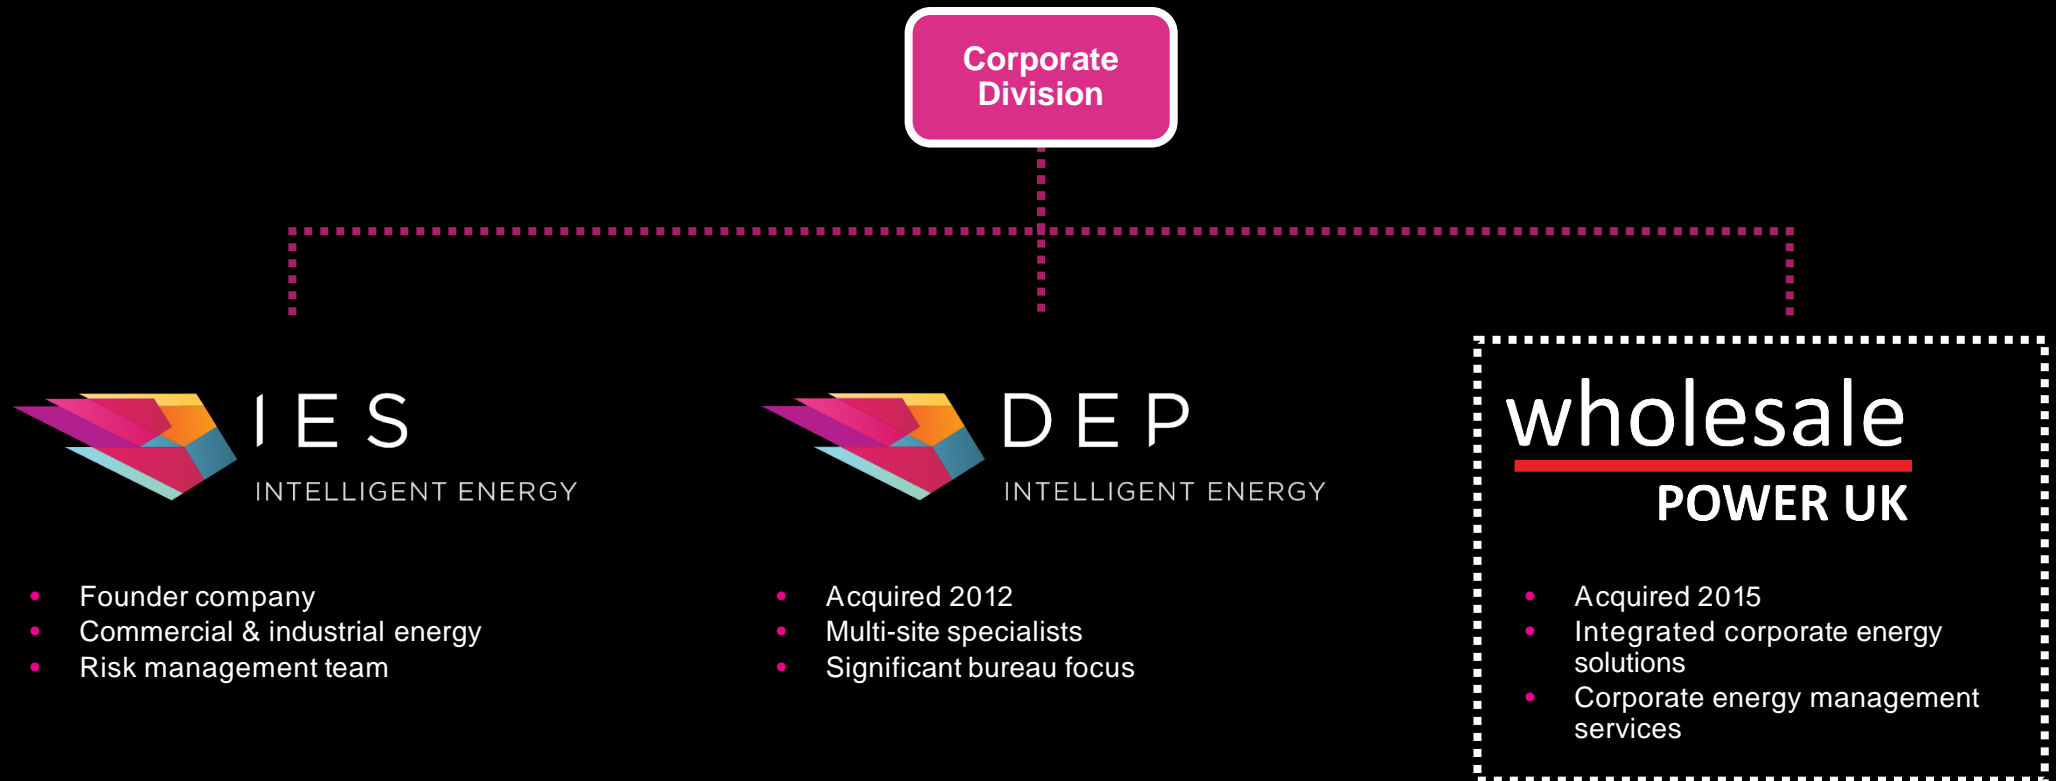 Corporate
Division
IES
INTELLIGENT ENERGY
• Founder company
• Commercial & industrial energy
• Risk management team
DEP
INTELLIGENT ENERGY
• Acquired 2012
• Multi-site specialists
• Significant bureau focus
wholesale
POWER UK
• Acquired 2015
• Integrated corporate energy
solutions
• Corporate energy management
services